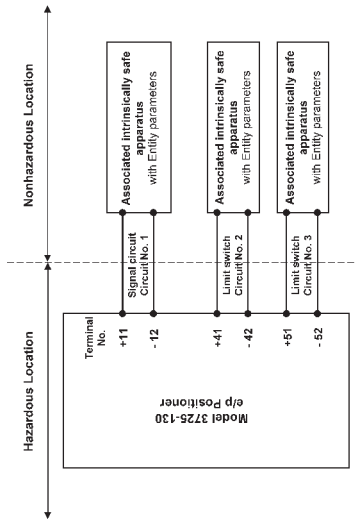 Hazardous Location
Nonhazardous Location
Model 3725-130
e/p Positioner
Terminal
No.
+11
- 12
+41
- 42
+51
- 52
Signal circuit
Circuit No. 1
Limit switch
Circuit No. 2
Limit switch
Circuit No. 3
Associated intrinsically safe
apparatus
with Entity parameters
Associated intrinsically safe
apparatus
with Entity parameters
Associated intrinsically safe
apparatus
with Entity parameters